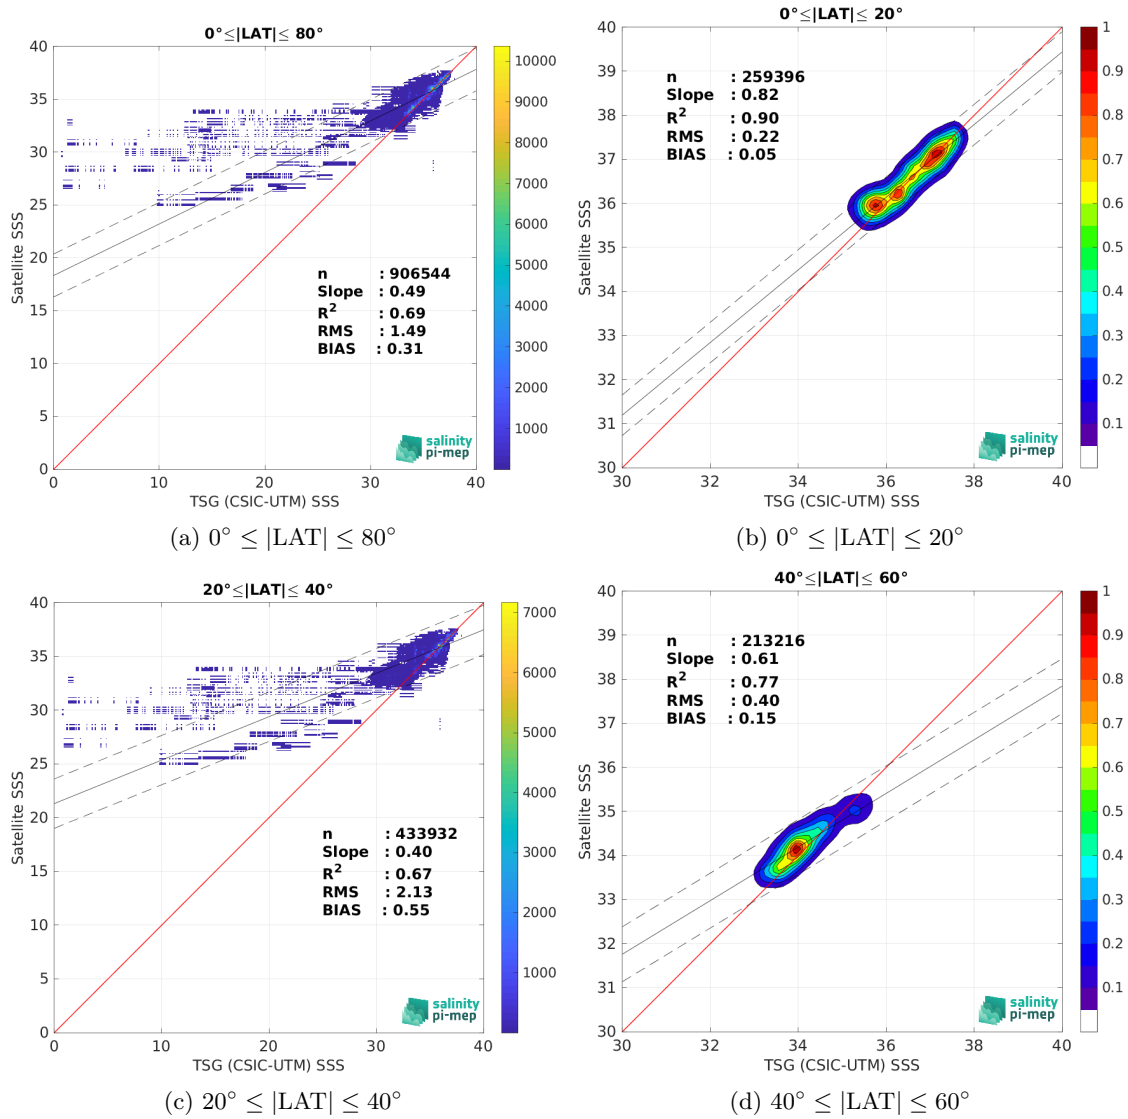 0°≤|LAT|≤ 80°
40
35
30
25
20
15
10
5
0
Satellite SSS
n : 906544
Slope : 0.49
R² : 0.69
RMS : 1.49
BIAS : 0.31
salinity
pi-mep
0 10 20 30 40
TSG (CSIC-UTM) SSS
10000
9000
8000
7000
6000
5000
4000
3000
2000
1000
(a) 0° ≤ |LAT| ≤ 80°
0°≤|LAT|≤ 20°
40
39
38
37
36
35
34
33
32
31
30
Satellite SSS
n : 259396
Slope : 0.82
R² : 0.90
RMS : 0.22
BIAS : 0.05
salinity
pi-mep
30 32 34 36 38 40
TSG (CSIC-UTM) SSS
1
0.9
0.8
0.7
0.6
0.5
0.4
0.3
0.2
0.1
(b) 0° ≤ |LAT| ≤ 20°
20°≤|LAT|≤ 40°
40
35
30
25
20
15
10
5
0
Satellite SSS
n : 433932
Slope : 0.40
R² : 0.67
RMS : 2.13
BIAS : 0.55
salinity
pi-mep
0 10 20 30 40
TSG (CSIC-UTM) SSS
7000
6000
5000
4000
3000
2000
1000
(c) 20° ≤ |LAT| ≤ 40°
40°≤|LAT|≤ 60°
40
39
38
37
36
35
34
33
32
31
30
Satellite SSS
n : 213216
Slope : 0.61
R² : 0.77
RMS : 0.40
BIAS : 0.15
salinity
pi-mep
30 32 34 36 38 40
TSG (CSIC-UTM) SSS
1
0.9
0.8
0.7
0.6
0.5
0.4
0.3
0.2
0.1
(d) 40° ≤ |LAT| ≤ 60°